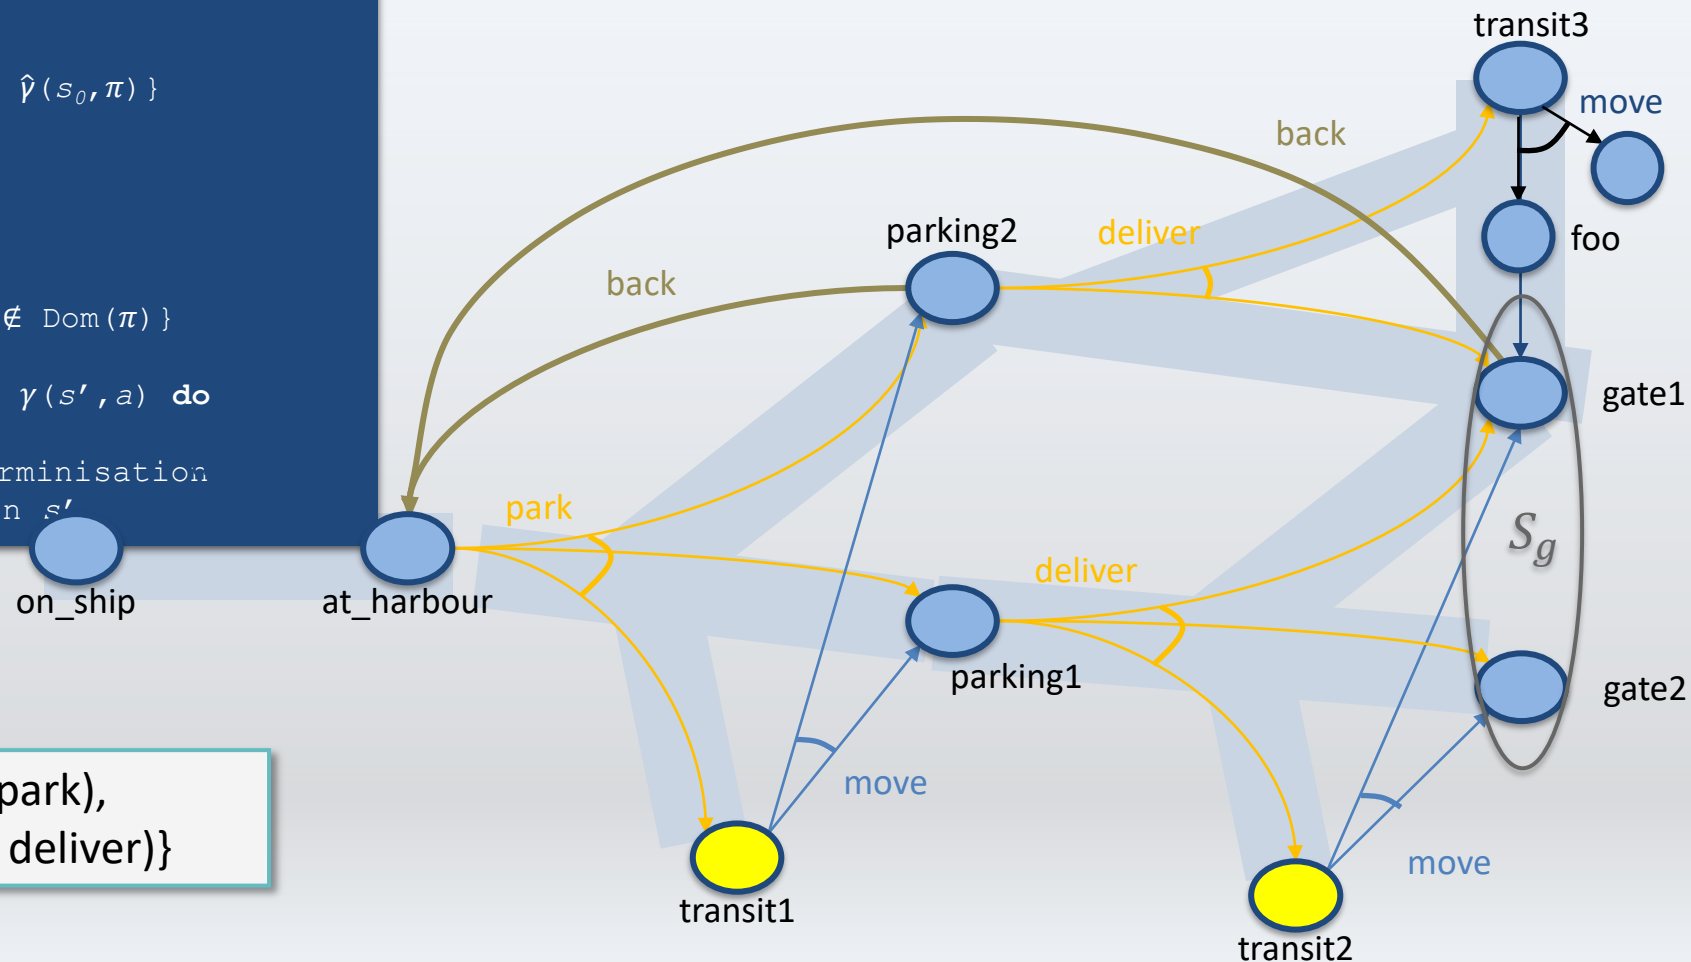 γ̂(s₀,π)}
∉ Dom(π)}
γ(s′,a) do
rminisation
n s′
on_ship
at_harbour
park
back
back
parking2
deliver
transit3
move
foo
gate1
S_g
deliver
parking1
gate2
park),
deliver)}
move
transit1
move
transit2